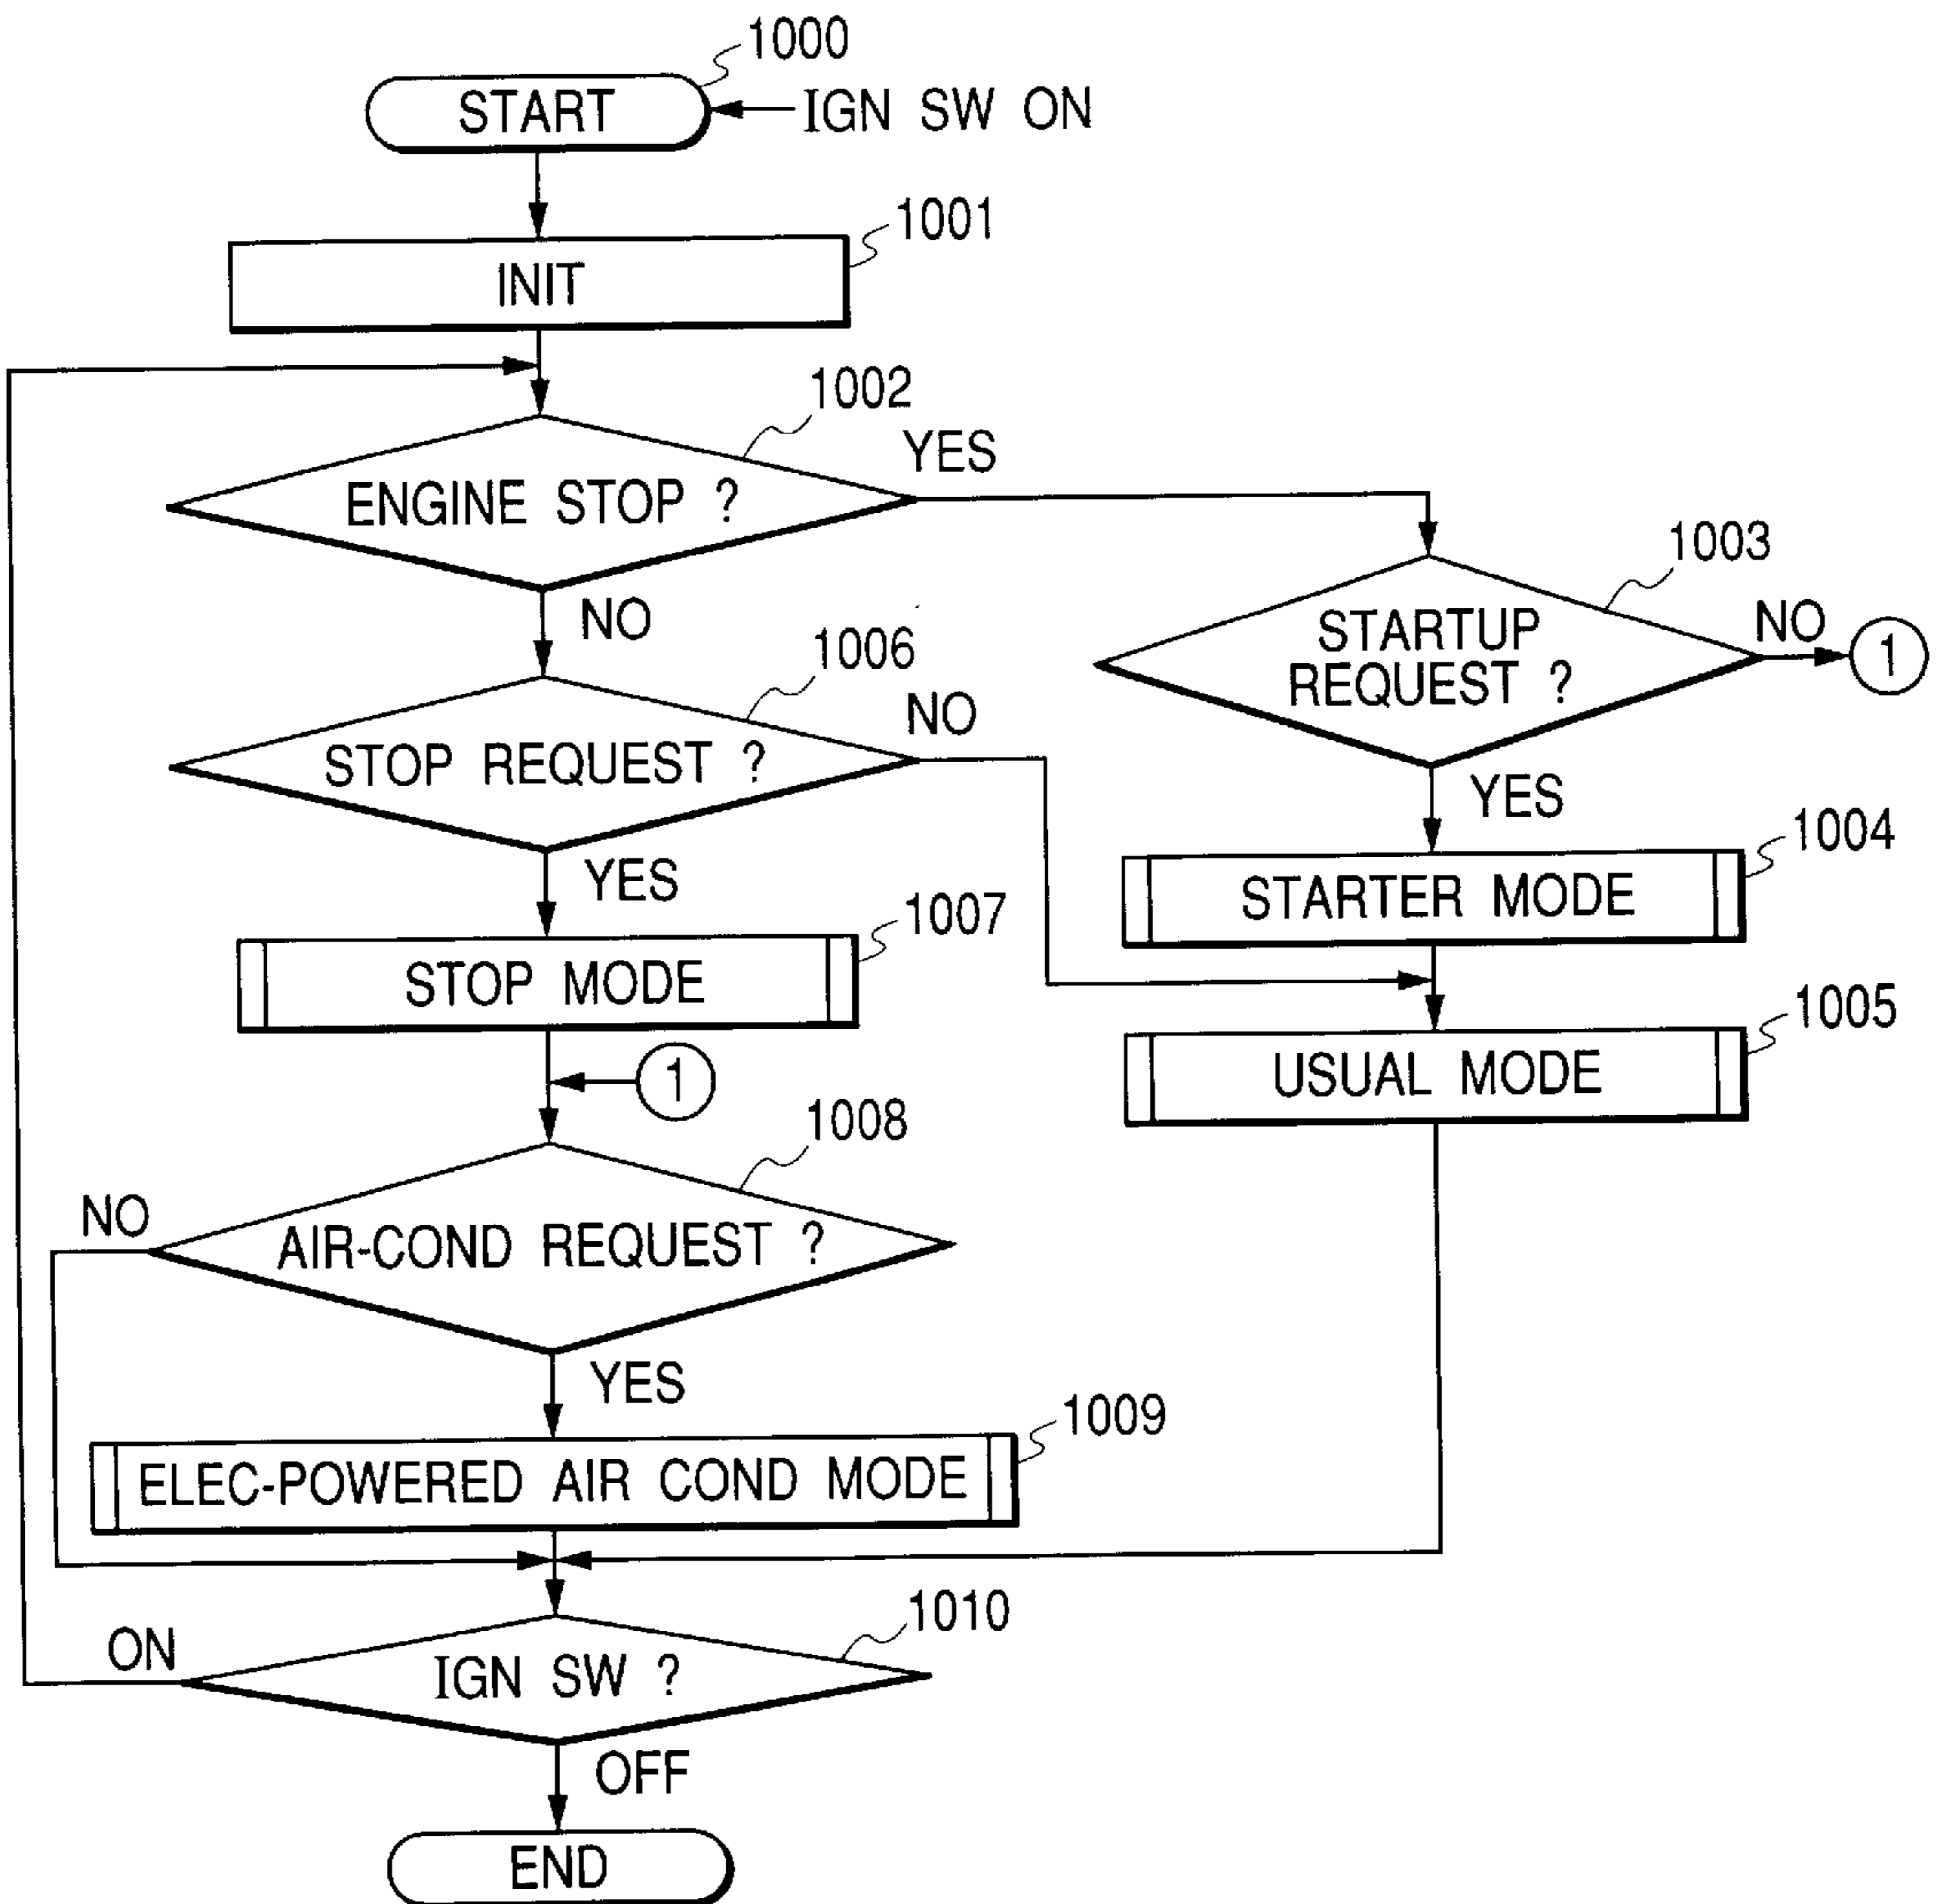 1000
START
IGN SW ON
1001
INIT
1002
ENGINE STOP ?
YES
NO
1003
STARTUP
REQUEST ?
NO
1
YES
1006
STOP REQUEST ?
NO
YES
1004
STARTER MODE
1007
STOP MODE
1005
USUAL MODE
1
1008
AIR-COND REQUEST ?
NO
YES
1009
ELEC-POWERED AIR COND MODE
1010
IGN SW ?
ON
OFF
END